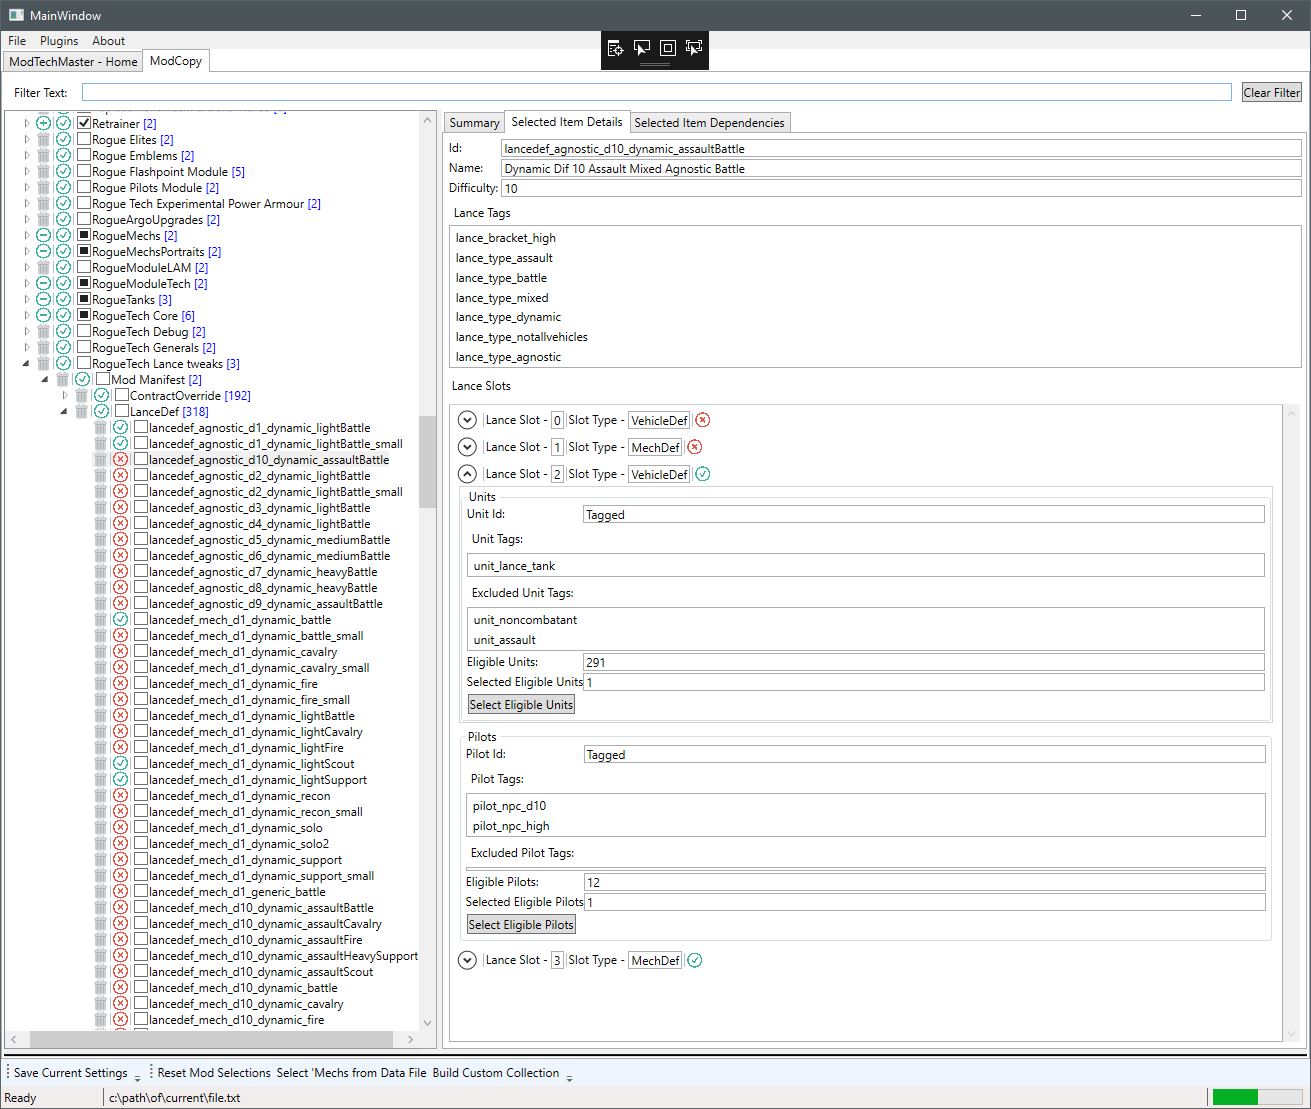 MainWindow
File Plugins About
ModTechMaster - Home ModCopy
Filter Text: Clear Filter
Retrainer [2]
Rogue Elites [2]
Rogue Emblems [2]
Rogue Flashpoint Module [5]
Rogue Pilots Module [2]
Rogue Tech Experimental Power Armour [2]
RogueArgoUpgrades [2]
RogueMechs [2]
RogueMechsPortraits [2]
RogueModuleLAM [2]
RogueModuleTech [2]
RogueTanks [3]
RogueTech Core [6]
RogueTech Debug [2]
RogueTech Generals [2]
RogueTech Lance tweaks [3]
Mod Manifest [2]
ContractOverride [192]
LanceDef [318]
lancedef_agnostic_d1_dynamic_lightBattle
lancedef_agnostic_d1_dynamic_lightBattle_small
lancedef_agnostic_d10_dynamic_assaultBattle
lancedef_agnostic_d2_dynamic_lightBattle
lancedef_agnostic_d2_dynamic_lightBattle_small
lancedef_agnostic_d3_dynamic_lightBattle
lancedef_agnostic_d4_dynamic_lightBattle
lancedef_agnostic_d5_dynamic_mediumBattle
lancedef_agnostic_d6_dynamic_mediumBattle
lancedef_agnostic_d7_dynamic_heavyBattle
lancedef_agnostic_d8_dynamic_heavyBattle
lancedef_agnostic_d9_dynamic_assaultBattle
lancedef_mech_d1_dynamic_battle
lancedef_mech_d1_dynamic_battle_small
lancedef_mech_d1_dynamic_cavalry
lancedef_mech_d1_dynamic_cavalry_small
lancedef_mech_d1_dynamic_fire
lancedef_mech_d1_dynamic_fire_small
lancedef_mech_d1_dynamic_lightBattle
lancedef_mech_d1_dynamic_lightCavalry
lancedef_mech_d1_dynamic_lightFire
lancedef_mech_d1_dynamic_lightScout
lancedef_mech_d1_dynamic_lightSupport
lancedef_mech_d1_dynamic_recon
lancedef_mech_d1_dynamic_recon_small
lancedef_mech_d1_dynamic_solo
lancedef_mech_d1_dynamic_solo2
lancedef_mech_d1_dynamic_support
lancedef_mech_d1_dynamic_support_small
lancedef_mech_d1_generic_battle
lancedef_mech_d10_dynamic_assaultBattle
lancedef_mech_d10_dynamic_assaultCavalry
lancedef_mech_d10_dynamic_assaultFire
lancedef_mech_d10_dynamic_assaultHeavySupport
lancedef_mech_d10_dynamic_assaultScout
lancedef_mech_d10_dynamic_battle
lancedef_mech_d10_dynamic_cavalry
lancedef_mech_d10_dynamic_fire
Summary Selected Item Details Selected Item Dependencies
Id: lancedef_agnostic_d10_dynamic_assaultBattle
Name: Dynamic Dif 10 Assault Mixed Agnostic Battle
Difficulty: 10
Lance Tags
lance_bracket_high
lance_type_assault
lance_type_battle
lance_type_mixed
lance_type_dynamic
lance_type_notallvehicles
lance_type_agnostic
Lance Slots
Lance Slot - 0 Slot Type - VehicleDef
Lance Slot - 1 Slot Type - MechDef
Lance Slot - 2 Slot Type - VehicleDef
Units
Unit Id: Tagged
Unit Tags:
unit_lance_tank
Excluded Unit Tags:
unit_noncombatant
unit_assault
Eligible Units: 291
Selected Eligible Units 1
Select Eligible Units
Pilots
Pilot Id: Tagged
Pilot Tags:
pilot_npc_d10
pilot_npc_high
Excluded Pilot Tags:
Eligible Pilots: 12
Selected Eligible Pilots 1
Select Eligible Pilots
Lance Slot - 3 Slot Type - MechDef
Save Current Settings Reset Mod Selections Select 'Mechs from Data File Build Custom Collection
Ready c:\path\of\current\file.txt